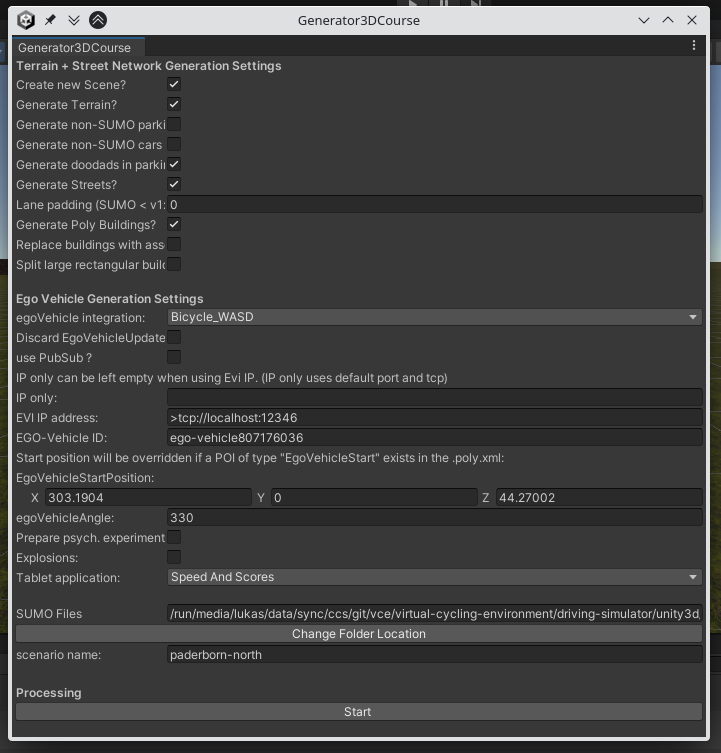 Generator3DCourse
Generator3DCourse
Terrain + Street Network Generation Settings
Create new Scene?
Generate Terrain?
Generate non-SUMO parki
Generate non-SUMO cars
Generate doodads in parkin
Generate Streets?
Lane padding (SUMO < v1: 0
Generate Poly Buildings?
Replace buildings with ass
Split large rectangular build
Ego Vehicle Generation Settings
egoVehicle integration: Bicycle_WASD
Discard EgoVehicleUpdate
use PubSub ?
IP only can be left empty when using Evi IP. (IP only uses default port and tcp)
IP only:
EVI IP address: >tcp://localhost:12346
EGO-Vehicle ID: ego-vehicle807176036
Start position will be overridden if a POI of type "EgoVehicleStart" exists in the .poly.xml:
EgoVehicleStartPosition:
X 303.1904 Y 0 Z 44.27002
egoVehicleAngle: 330
Prepare psych. experiment
Explosions:
Tablet application: Speed And Scores
SUMO Files /run/media/lukas/data/sync/ccs/git/vce/virtual-cycling-environment/driving-simulator/unity3d
Change Folder Location
scenario name: paderborn-north
Processing
Start